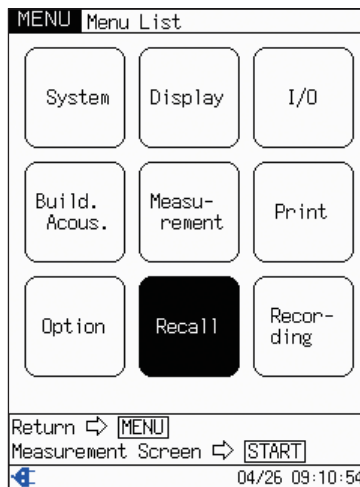 MENU Menu List
System Display I/O
Build. Acous. Measu- rement Print
Option Recall Recor- ding
Return ⇨ MENU
Measurement Screen ⇨ START
04/26 09:10:54